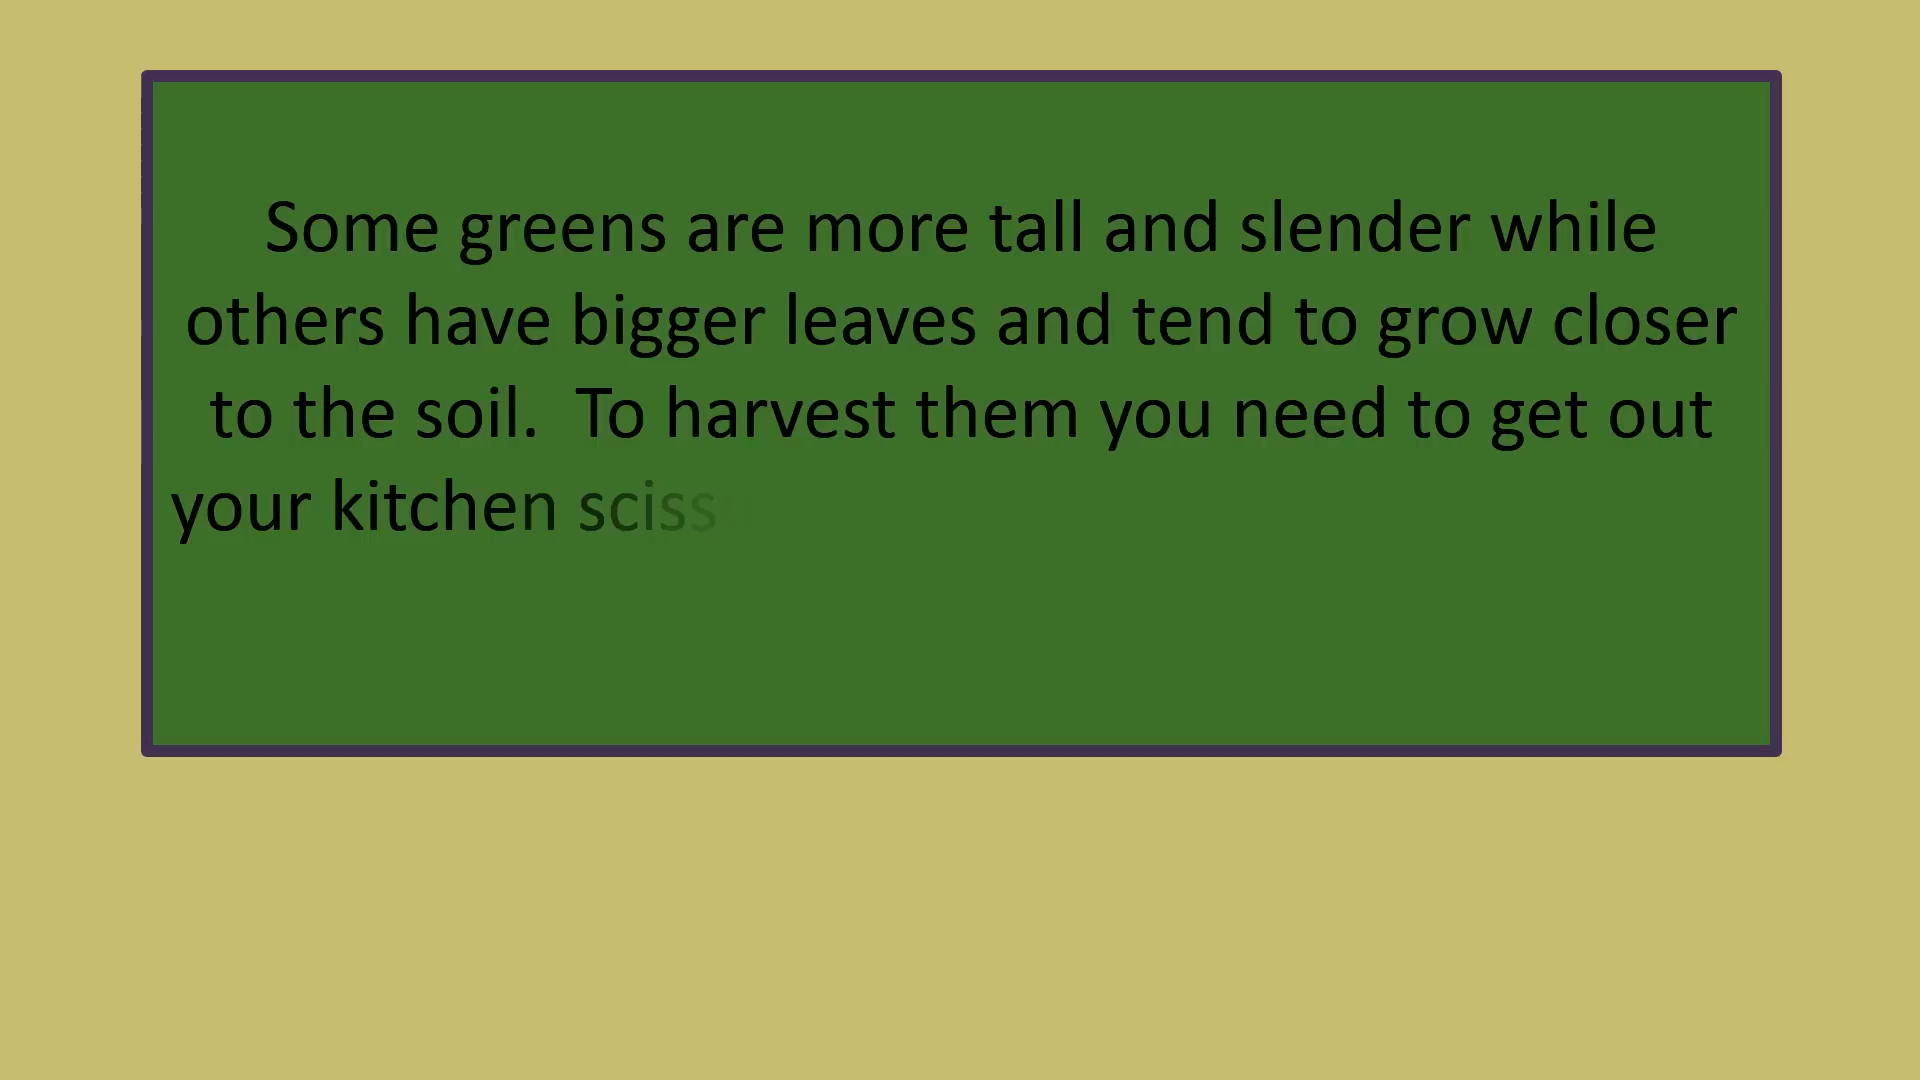 Some greens are more tall and slender while
others have bigger leaves and tend to grow closer
to the soil.  To harvest them you need to get out
your kitchen sciss